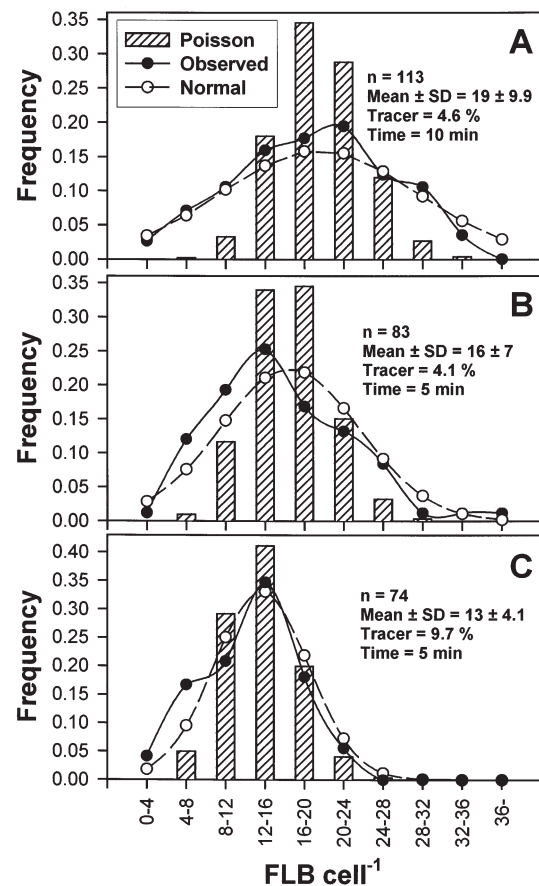 0.35
0.30
0.25
0.20
0.15
0.10
0.05
0.00
Frequency
Poisson
Observed
Normal
A
n = 113
Mean ± SD = 19 ± 9.9
Tracer = 4.6 %
Time = 10 min
0.35
0.30
0.25
0.20
0.15
0.10
0.05
0.00
Frequency
B
n = 83
Mean ± SD = 16 ± 7
Tracer = 4.1 %
Time = 5 min
0.40
0.30
0.25
0.20
0.15
0.10
0.05
0.00
Frequency
C
n = 74
Mean ± SD = 13 ± 4.1
Tracer = 9.7 %
Time = 5 min
0-4
4-8
8-12
12-16
16-20
20-24
24-28
28-32
32-36
36-
FLB cell⁻¹